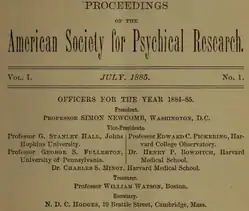 PROCEEDINGS
OF THE
American Society for Psychical Research.
VOL. I. JULY, 1885. No. 1.
OFFICERS FOR THE YEAR 1884-85.
President.
PROFESSOR SIMON NEWCOMB, WASHINGTON, D.C.
Vice-Presidents.
PROFESSOR G. STANLEY HALL, Johns
Hopkins University.
PROFESSOR GEORGE S. FULLERTON,
University of Pennsylvania.
PROFESSOR EDWARD C. PICKERING, Har-
vard College Observatory.
DR. HENRY P. BOWDITCH, Harvard
Medical School.
DR. CHARLES S. MINOT, Harvard Medical School.
Treasurer.
PROFESSOR WILLIAM WATSON, Boston.
Secretary.
N. D. C. HODGES, 19 Brattle Street, Cambridge, Mass.